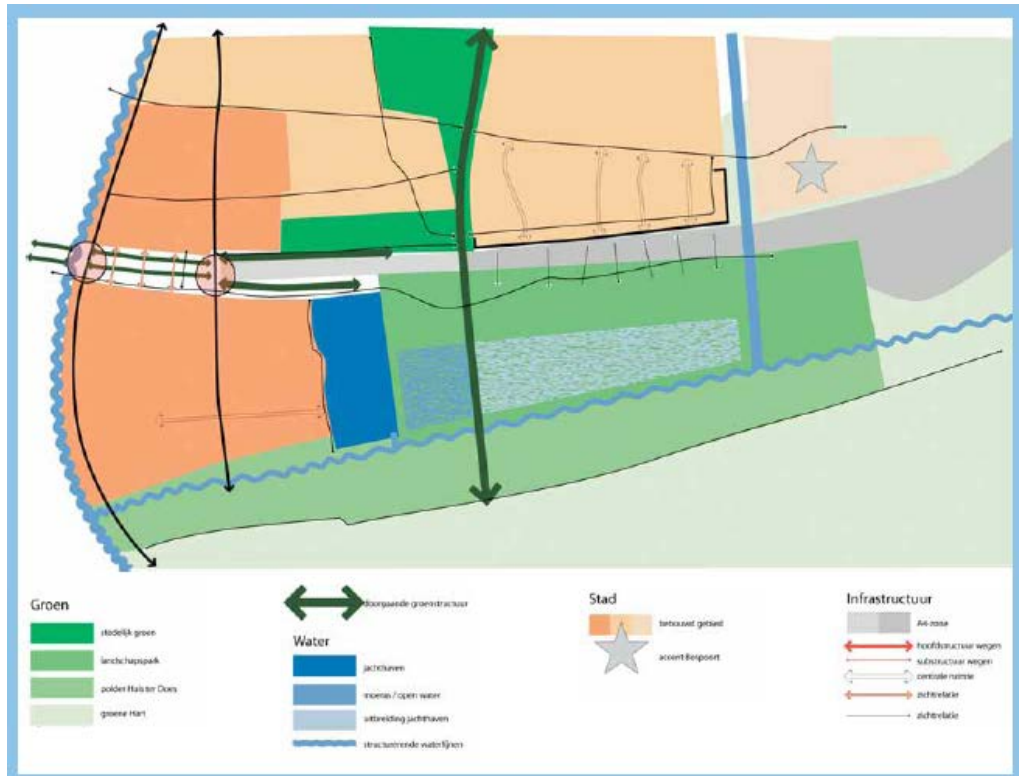 Groen
stedelijk groen
landschapspark
polder Huis ter Does
groene Hart
doorgaande groenstructuur
Water
jachthaven
moeras / open water
uitbreiding jachthaven
structurerende waterlijnen
Stad
bebouwd gebied
accent Bospoort
Infrastructuur
A4-zone
hoofdstructuur wegen
substructuur wegen
centrale ruimte
zichtrelatie
zichtrelatie